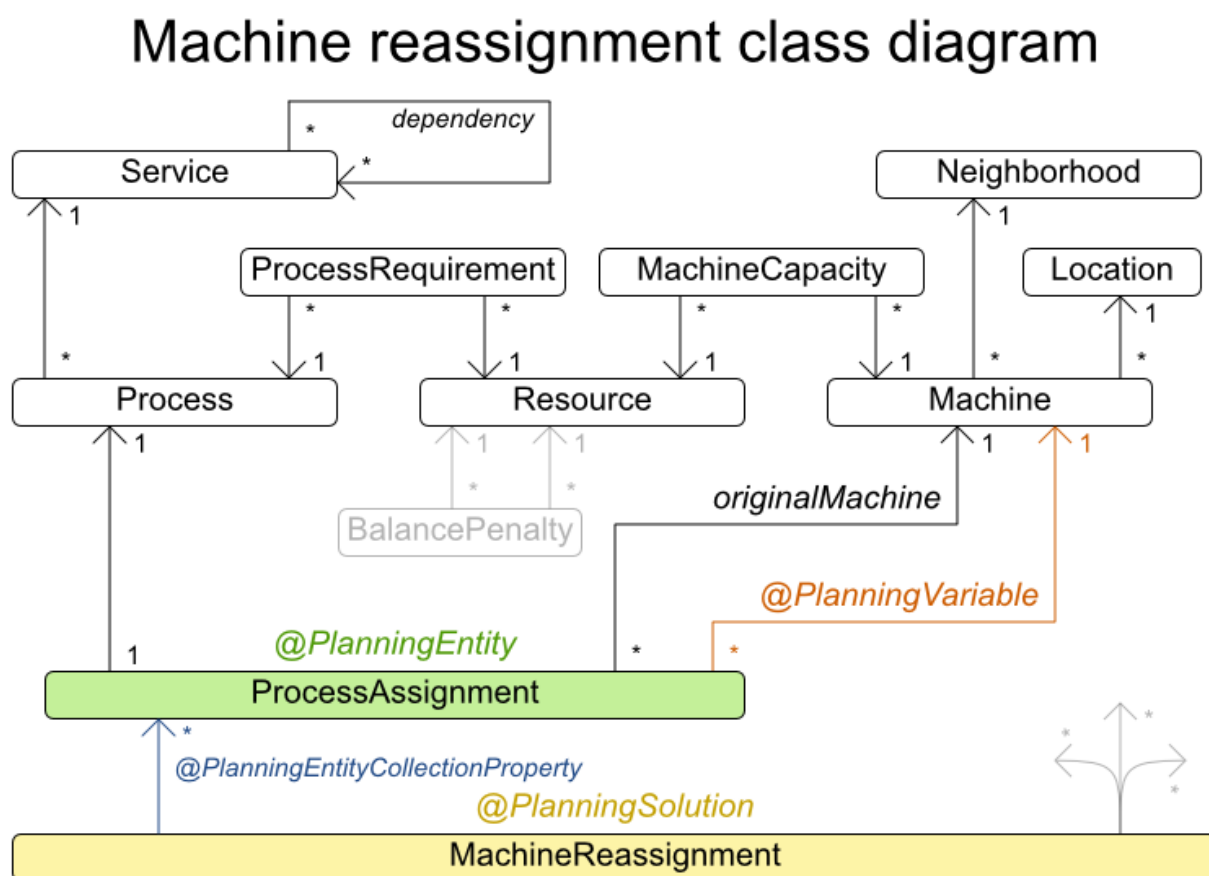 Machine reassignment class diagram
dependency
*
*
Service
Neighborhood
1
1
ProcessRequirement
MachineCapacity
Location
*
*
*
*
1
*
1
1
1
1
*
*
Process
Resource
Machine
1
1
1
1
1
*
*
originalMachine
BalancePenalty
@PlanningVariable
@PlanningEntity
1
*
*
ProcessAssignment
*
*
*
@PlanningEntityCollectionProperty
*
@PlanningSolution
MachineReassignment